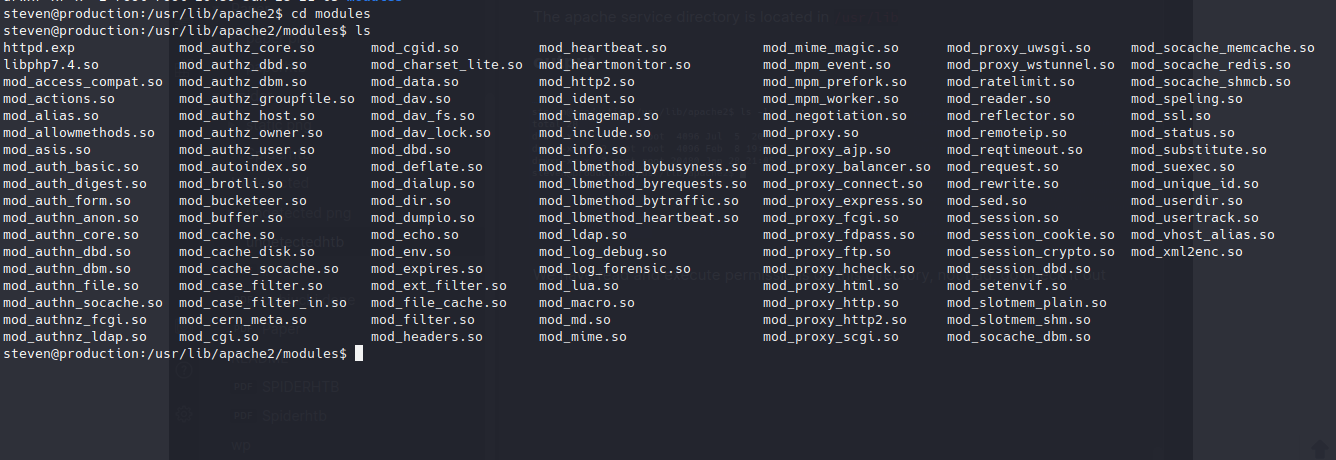 steven@production:/usr/lib/apache2$ cd modules
The apache service directory is located in
steven@production:/usr/lib/apache2/modules$ ls
httpd.exp mod_authz_core.so mod_cgid.so mod_heartbeat.so mod_mime_magic.so mod_proxy_uwsgi.so mod_socache_memcache.so
libphp7.4.so mod_authz_dbd.so mod_charset_lite.so mod_heartmonitor.so mod_mpm_event.so mod_proxy_wstunnel.so mod_socache_redis.so
mod_access_compat.so mod_authz_dbm.so mod_data.so mod_http2.so mod_mpm_prefork.so mod_ratelimit.so mod_socache_shmcb.so
mod_actions.so mod_authz_groupfile.so mod_dav.so mod_ident.so mod_mpm_worker.so mod_reader.so mod_speling.so
mod_alias.so mod_authz_host.so mod_dav_fs.so mod_imagemap.so mod_negotiation.so mod_reflector.so mod_ssl.so
mod_allowmethods.so mod_authz_owner.so mod_dav_lock.so mod_include.so mod_proxy.so mod_remoteip.so mod_status.so
mod_asis.so mod_authz_user.so mod_dbd.so mod_info.so mod_proxy_ajp.so mod_reqtimeout.so mod_substitute.so
mod_auth_basic.so mod_autoindex.so mod_deflate.so mod_lbmethod_bybusyness.so mod_proxy_balancer.so mod_request.so mod_suexec.so
mod_auth_digest.so mod_brotli.so mod_dialup.so mod_lbmethod_byrequests.so mod_proxy_connect.so mod_rewrite.so mod_unique_id.so
mod_auth_form.so mod_bucketeer.so mod_dir.so mod_lbmethod_bytraffic.so mod_proxy_express.so mod_sed.so mod_userdir.so
mod_authn_anon.so mod_buffer.so mod_dumpio.so mod_lbmethod_heartbeat.so mod_proxy_fcgi.so mod_session.so mod_usertrack.so
mod_authn_core.so mod_cache.so mod_echo.so mod_ldap.so mod_proxy_fdpass.so mod_session_cookie.so mod_vhost_alias.so
mod_authn_dbd.so mod_cache_disk.so mod_env.so mod_log_debug.so mod_proxy_ftp.so mod_session_crypto.so mod_xml2enc.so
mod_authn_dbm.so mod_cache_socache.so mod_expires.so mod_log_forensic.so mod_proxy_hcheck.so mod_session_dbd.so
mod_authn_file.so mod_case_filter.so mod_ext_filter.so mod_lua.so mod_proxy_html.so mod_setenvif.so
mod_authn_socache.so mod_case_filter_in.so mod_file_cache.so mod_macro.so mod_proxy_http.so mod_slotmem_plain.so
mod_authnz_fcgi.so mod_cern_meta.so mod_filter.so mod_md.so mod_proxy_http2.so mod_slotmem_shm.so
mod_authnz_ldap.so mod_cgi.so mod_headers.so mod_mime.so mod_proxy_scgi.so mod_socache_dbm.so
steven@production:/usr/lib/apache2/modules$
PDF SPIDERHTB
PDF Spiderhtb
wp